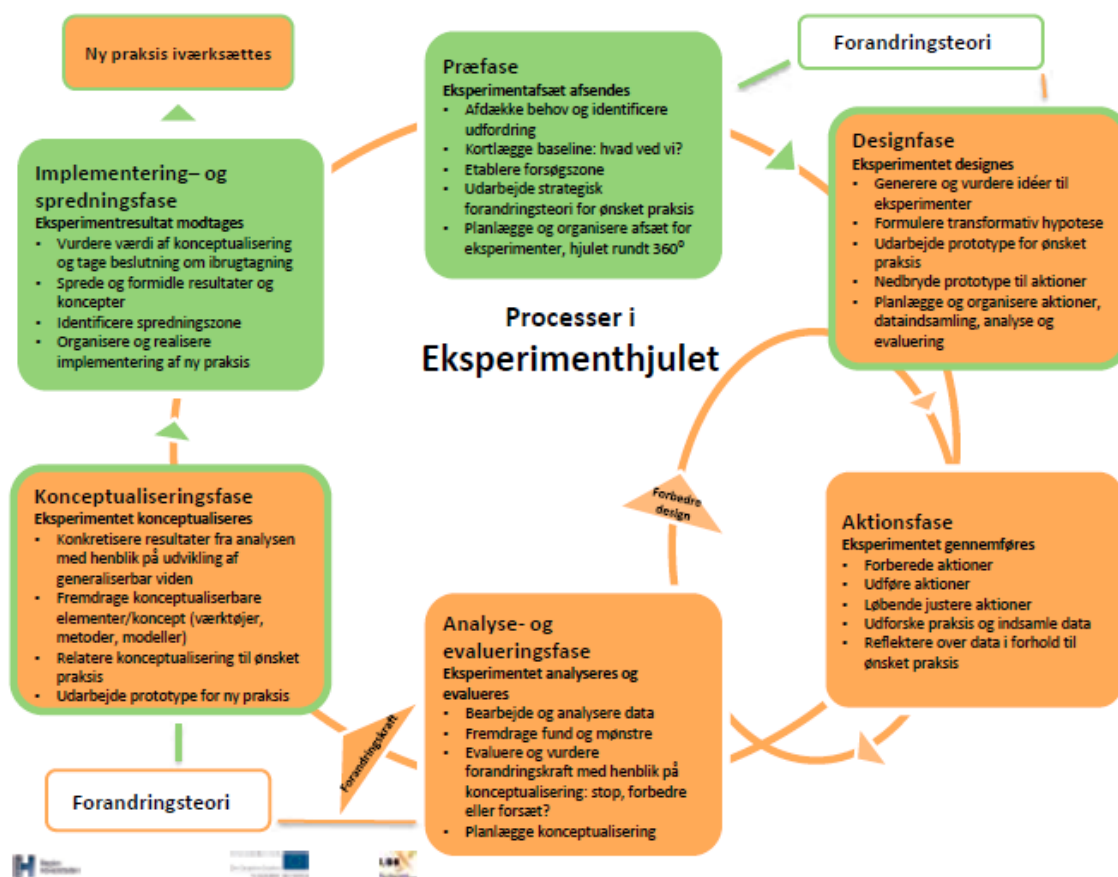 Ny praksis iværksættes
Forandringsteori
Præfase
Eksperimentafsæt afsendes
• Afdække behov og identificere
udfordring
• Kortlægge baseline: hvad ved vi?
• Etablere forsøgszone
• Udarbejde strategisk
forandringsteori for ønsket praksis
• Planlægge og organisere afsæt for
eksperimenter, hjulet rundt 360°
Designfase
Eksperimentet designes
• Generere og vurdere idéer til
eksperimenter
• Formulere transformativ hypotese
• Udarbejde prototype for ønsket
praksis
• Nedbryde prototype til aktioner
• Planlægge og organisere aktioner,
dataindsamling, analyse og
evaluering
Implementering– og
spredningsfase
Eksperimentresultat modtages
• Vurdere værdi af konceptualisering
og tage beslutning om ibrugtagning
• Sprede og formidle resultater og
koncepter
• Identificere spredningszone
• Organisere og realisere
implementering af ny praksis
Processer i
Eksperimenthjulet
Konceptualiseringsfase
Eksperimentet konceptualiseres
• Konkretisere resultater fra analysen
med henblik på udvikling af
generaliserbar viden
• Fremdrage konceptualiserbare
elementer/koncept (værktøjer,
metoder, modeller)
• Relatere konceptualisering til ønsket
praksis
• Udarbejde prototype for ny praksis
Forbedre
design
Aktionsfase
Eksperimentet gennemføres
• Forberede aktioner
• Udføre aktioner
• Løbende justere aktioner
• Udforske praksis og indsamle data
• Reflektere over data i forhold til
ønsket praksis
Analyse- og
evalueringsfase
Eksperimentet analyseres og
evalueres
• Bearbejde og analysere data
• Fremdrage fund og mønstre
• Evaluere og vurdere
forandringskraft med henblik på
konceptualisering: stop, forbedre
eller forsæt?
• Planlægge konceptualisering
Forandringskraft
Forandringsteori